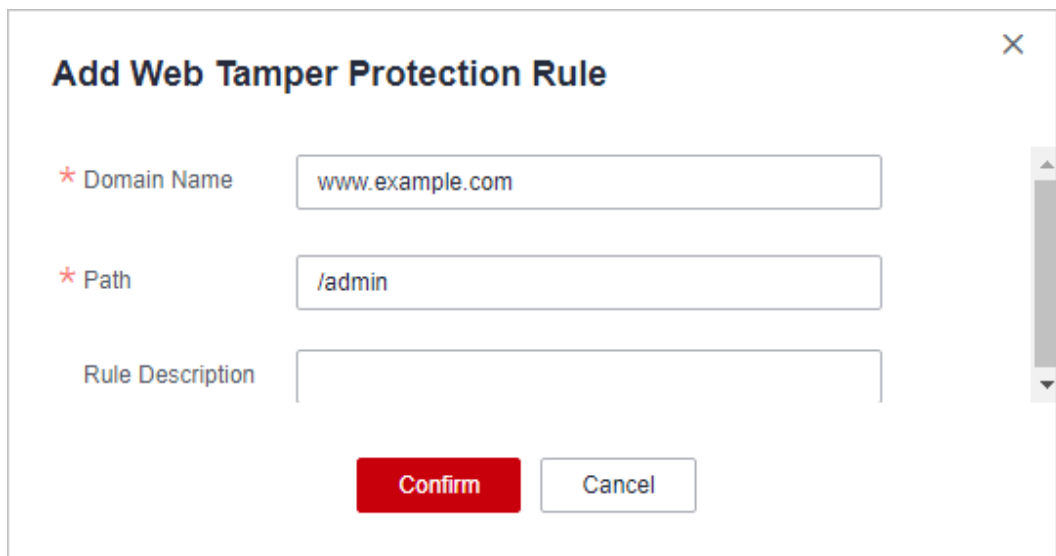 Add Web Tamper Protection Rule
* Domain Name www.example.com
* Path /admin
Rule Description
Confirm Cancel